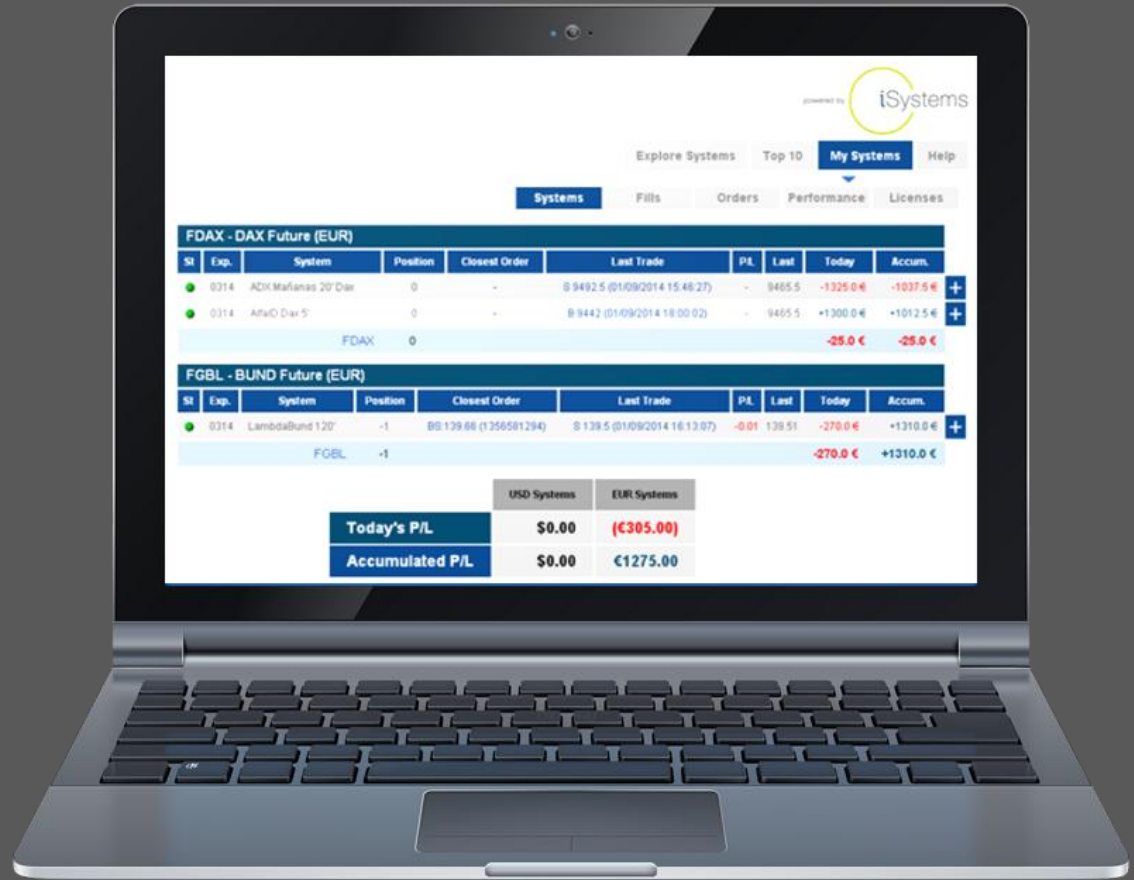 powered by iSystems
Explore Systems Top 10 My Systems Help
Systems Fills Orders Performance Licenses
FDAX - DAX Future (EUR)
St Exp. System Position Closest Order Last Trade P/L Last Today Accum.
0314 ADX Mañanas 20' Dax 0 - S 9492.5 (01/09/2014 15:46:27) - 9465.5 -1325.0 € -1037.5 € +
0314 AlfaID Dax 5' 0 - B 9442 (01/09/2014 18:00:02) - 9465.5 +1300.0 € +1012.5 € +
FDAX 0 -25.0 € -25.0 €
FGBL - BUND Future (EUR)
St Exp. System Position Closest Order Last Trade P/L Last Today Accum.
0314 LambdaBund 120' -1 BS:139.66 (1356581294) S 139.5 (01/09/2014 16:13:07) -0.01 139.51 -270.0 € +1310.0 € +
FGBL -1 -270.0 € +1310.0 €
USD Systems EUR Systems
Today's P/L $0.00 (€305.00)
Accumulated P/L $0.00 €1275.00